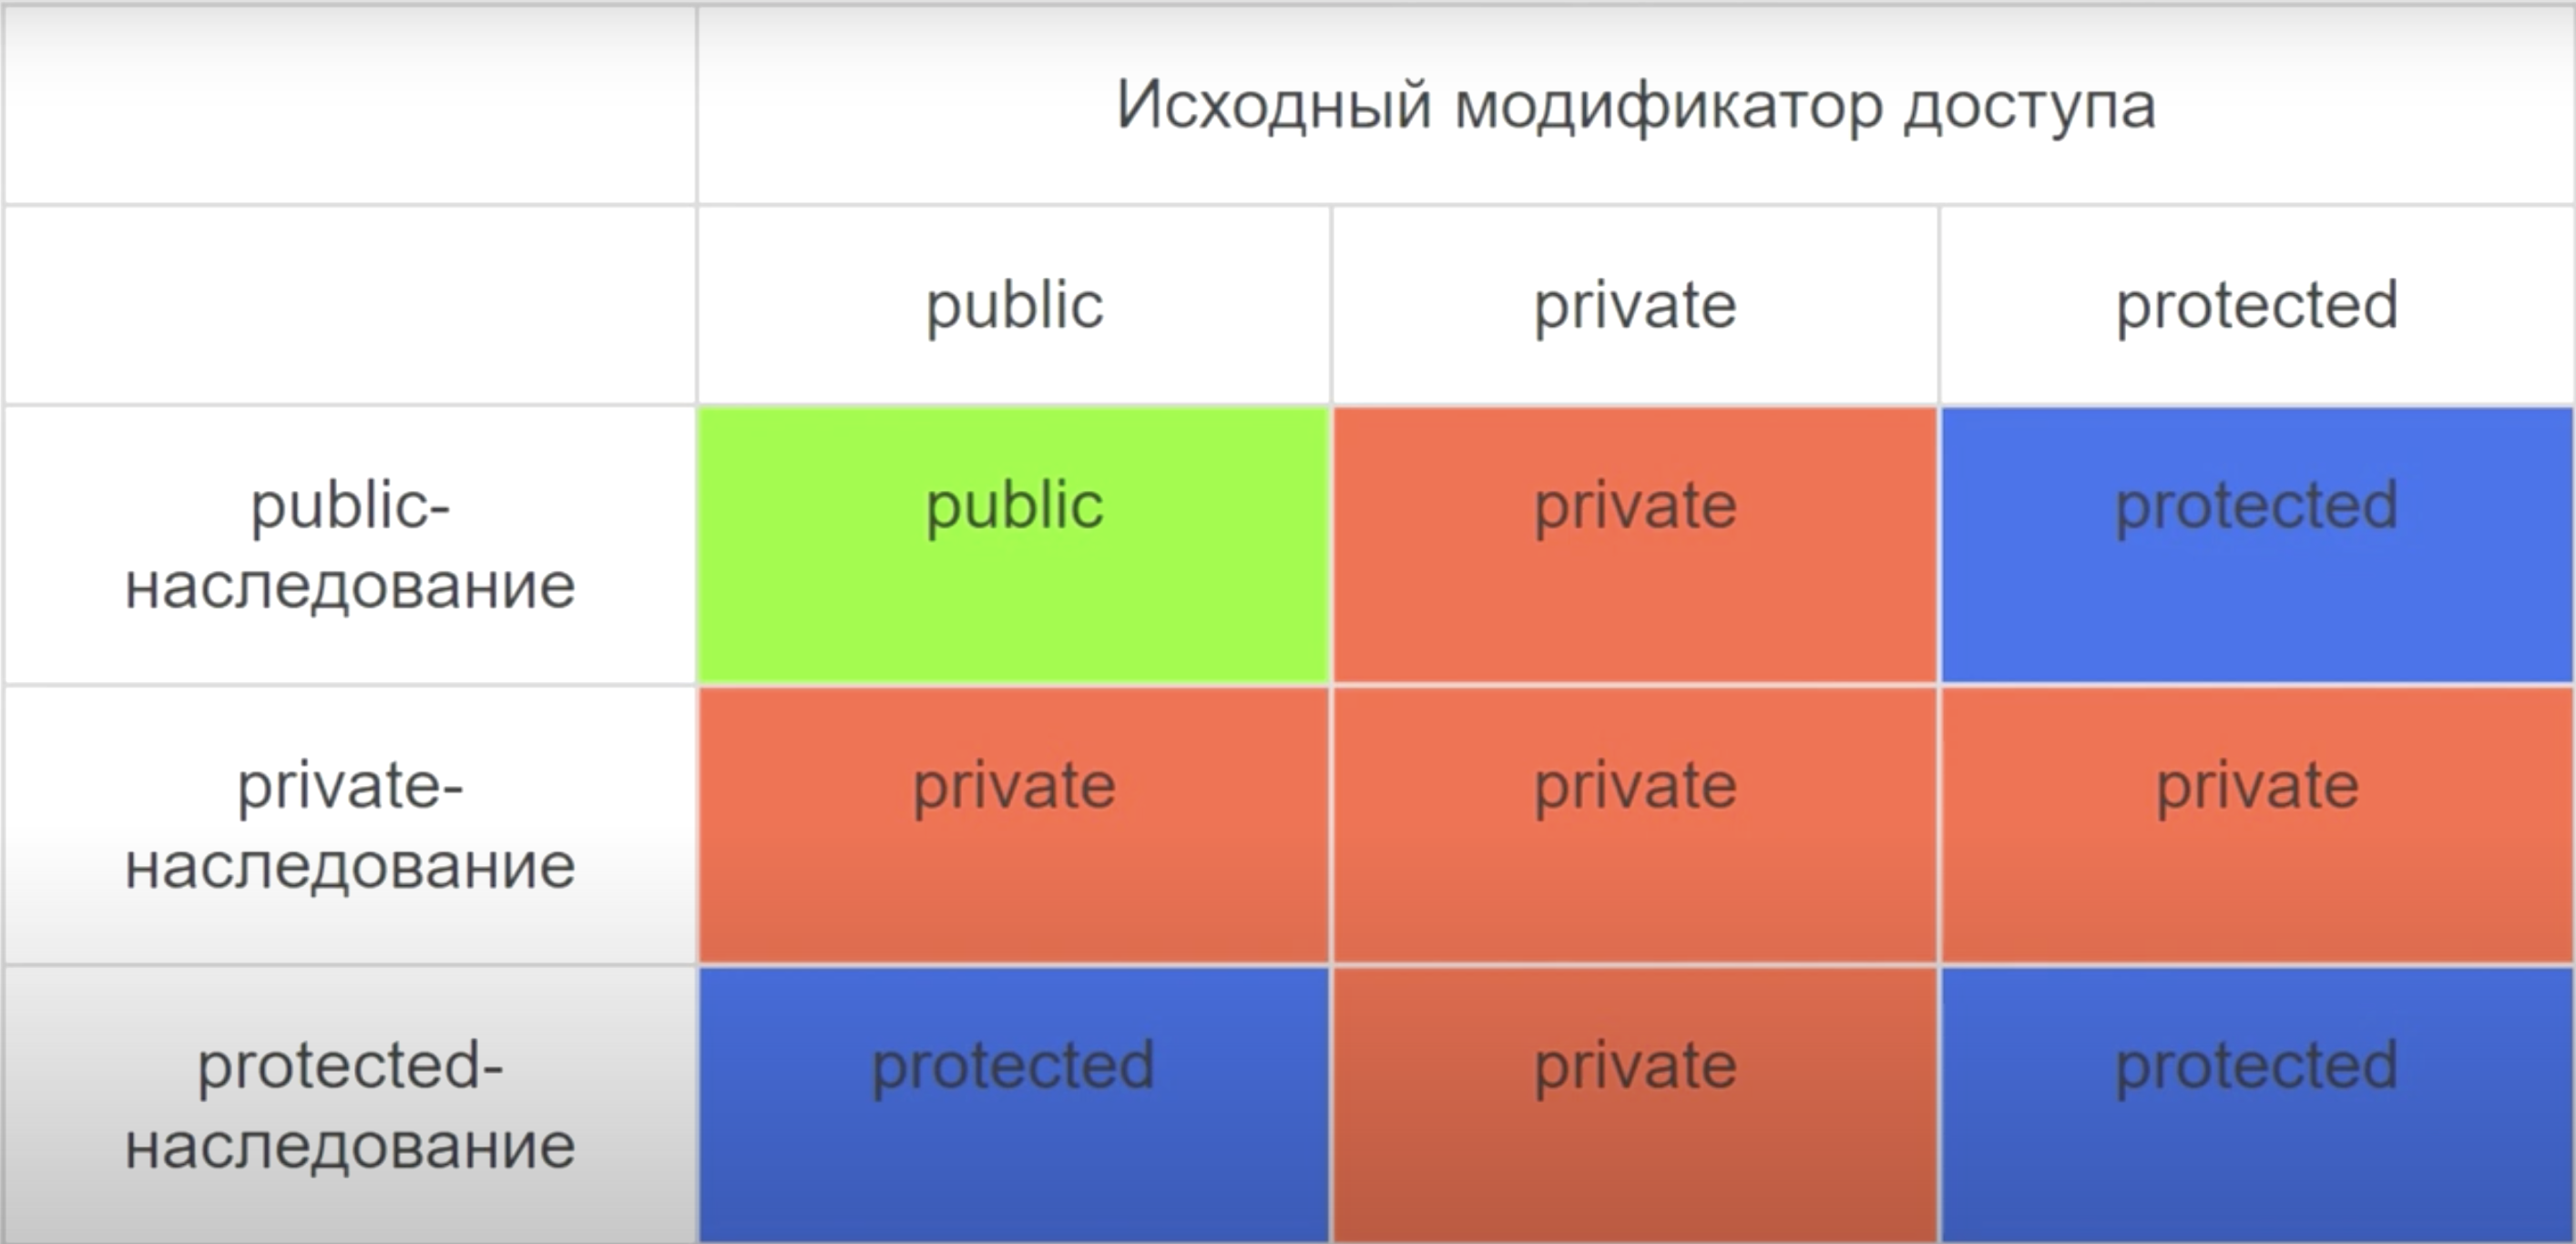 Исходный модификатор доступа
public private protected
public-
наследование
public private protected
private-
наследование
private private private
protected-
наследование
protected private protected